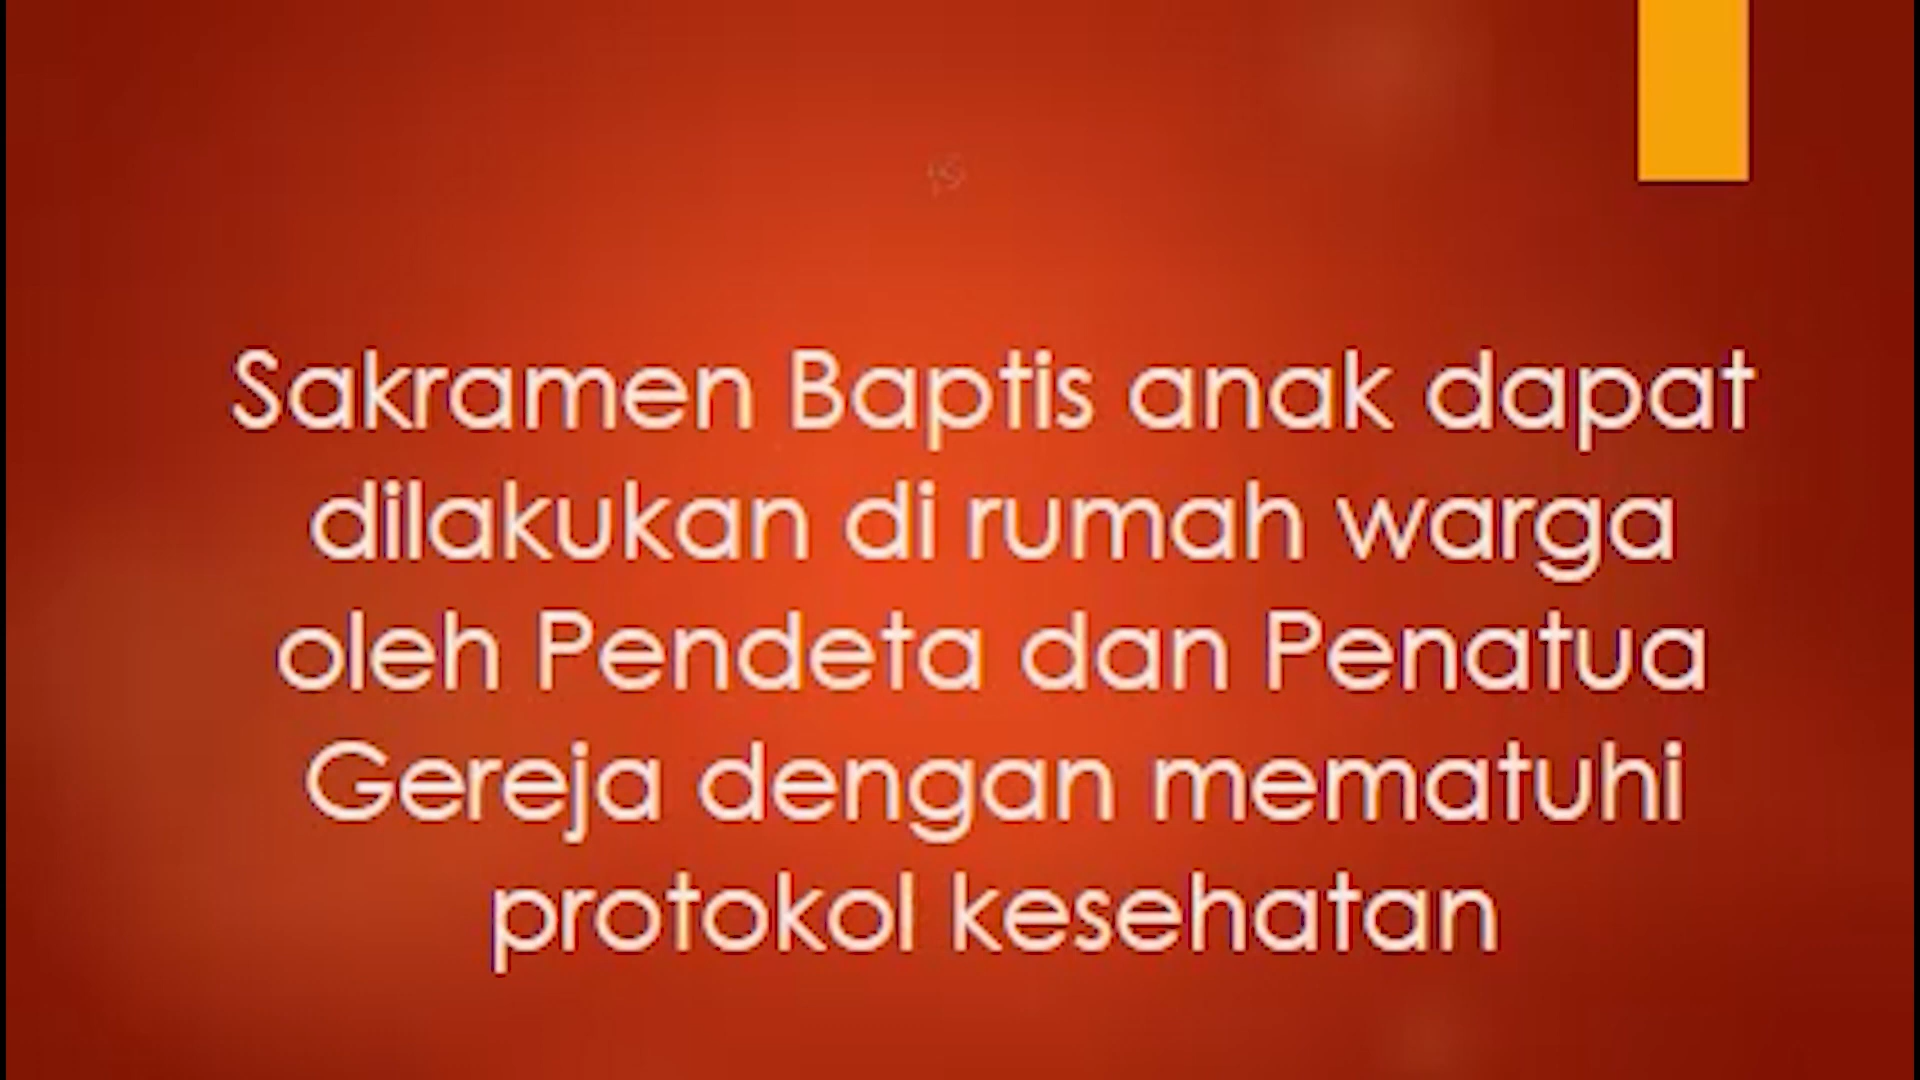 Sakramen Baptis anak dapat
dilakukan di rumah warga
oleh Pendeta dan Penatua
Gereja dengan mematuhi
protokol kesehatan